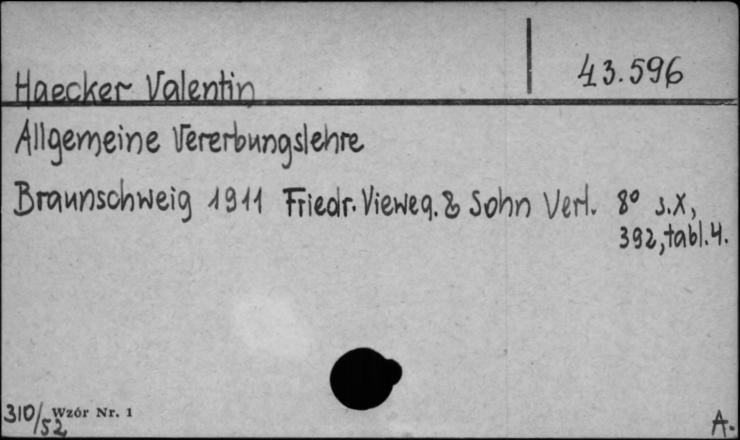 43.596
Haecker Valentin
Allgemeine Vererbungslehre
Braunschweig 1911 Friedr. Vieweg. & Sohn Verl. 8° s.X,
392, tabl. 4.
310/52 Wzór Nr. 1
A.